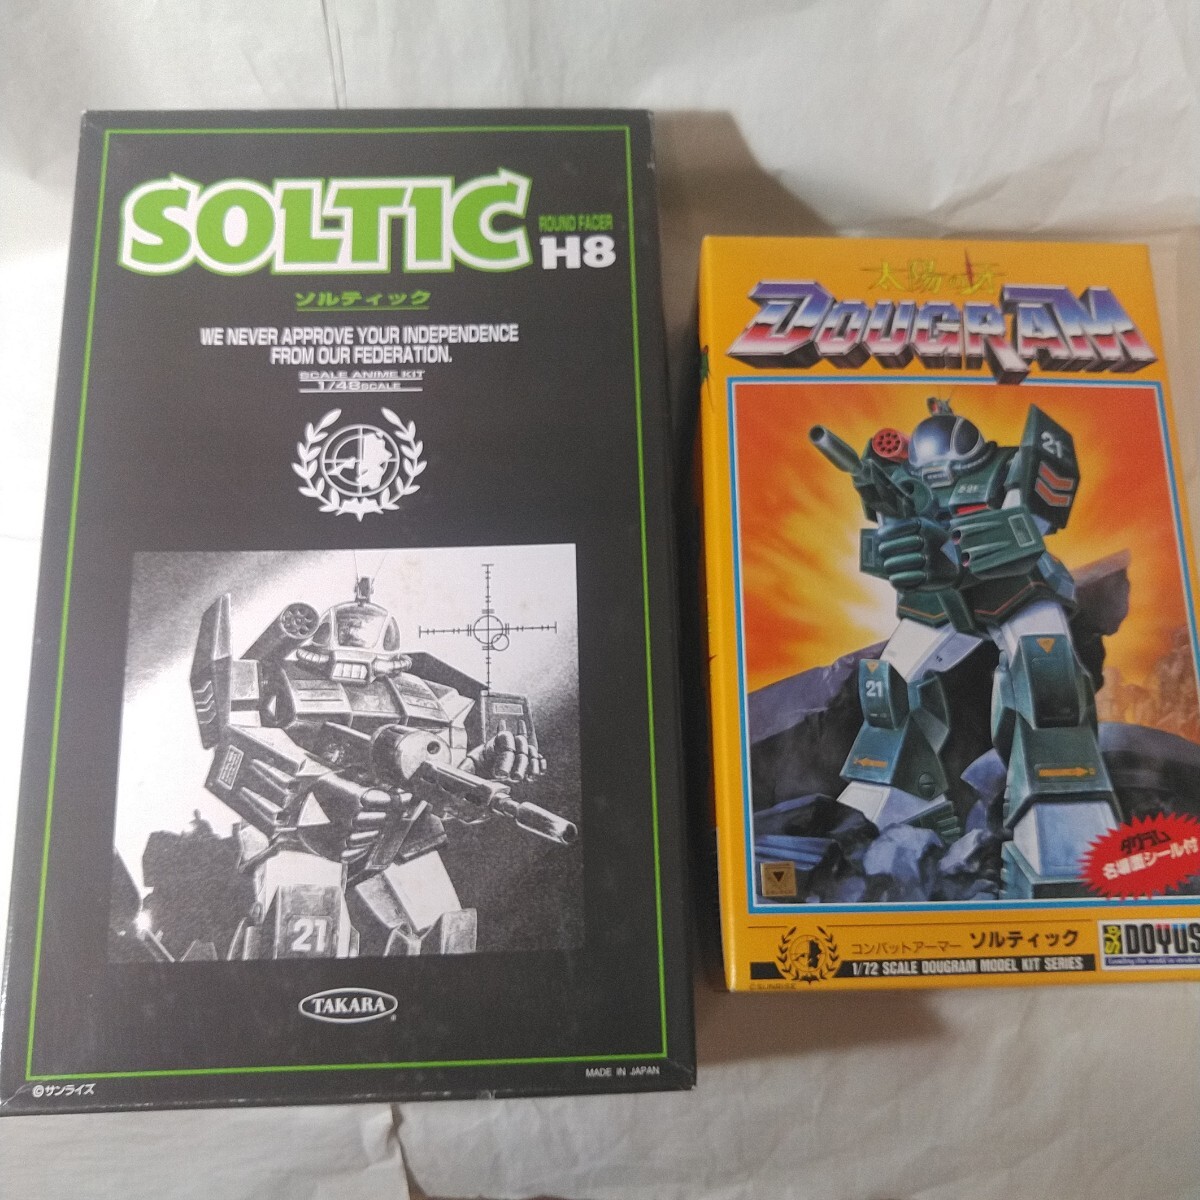 SOLTIC
ROUND FACER
H8
ソルティック
WE NEVER APPROVE YOUR INDEPENDENCE
FROM OUR FEDERATION.
SCALE ANIME KIT
1/48SCALE
21
TAKARA
©サンライズ
MADE IN JAPAN
太陽の牙
DOUGRAM
21
21
ダグラム
名場面シール付
コンバットアーマー ソルティック
1/72 SCALE DOUGRAM MODEL KIT SERIES
DOYUS
©SUNRISE